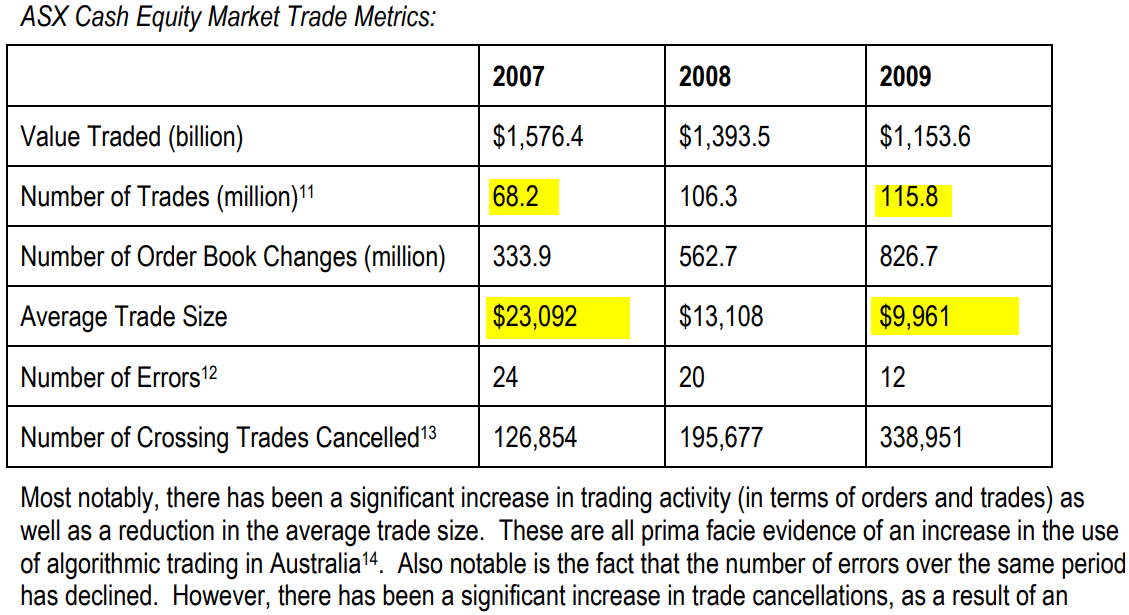 ASX Cash Equity Market Trade Metrics:
2007 2008 2009
Value Traded (billion) $1,576.4 $1,393.5 $1,153.6
Number of Trades (million)11 68.2 106.3 115.8
Number of Order Book Changes (million) 333.9 562.7 826.7
Average Trade Size $23,092 $13,108 $9,961
Number of Errors12 24 20 12
Number of Crossing Trades Cancelled13 126,854 195,677 338,951
Most notably, there has been a significant increase in trading activity (in terms of orders and trades) as
well as a reduction in the average trade size. These are all prima facie evidence of an increase in the use
of algorithmic trading in Australia14. Also notable is the fact that the number of errors over the same period
has declined. However, there has been a significant increase in trade cancellations, as a result of an